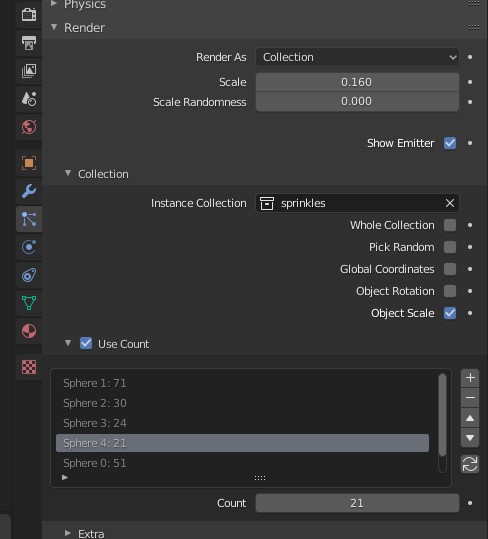 Physics
Render
Render As Collection
Scale 0.160
Scale Randomness 0.000
Show Emitter
Collection
Instance Collection sprinkles
Whole Collection
Pick Random
Global Coordinates
Object Rotation
Object Scale
Use Count
Sphere 1: 71
Sphere 2: 30
Sphere 3: 24
Sphere 4: 21
Sphere 0: 51
Count 21
Extra